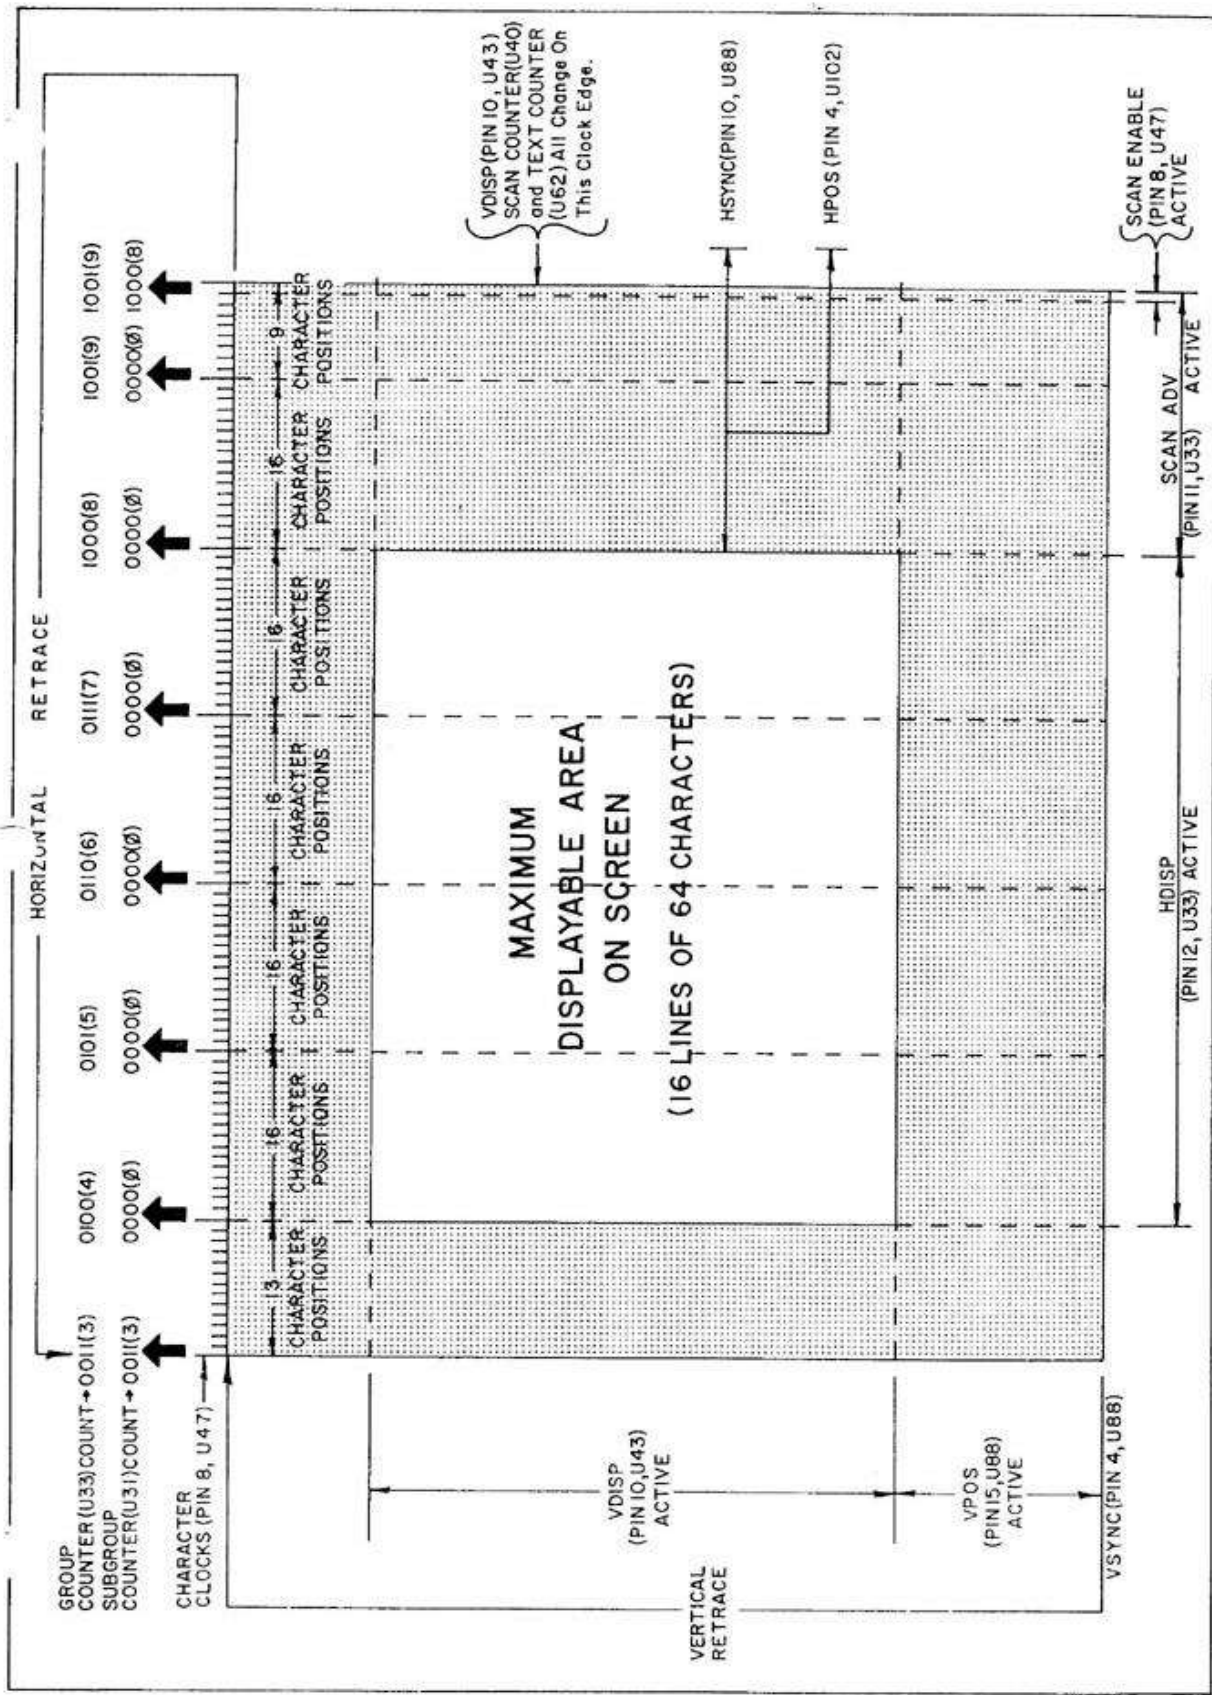 HORIZONTAL RETRACE
GROUP
COUNTER(U33)COUNT→0011(3) 0100(4) 0101(5) 0110(6) 0111(7) 1000(8) 1001(9) 1001(9)
SUBGROUP
COUNTER(U31)COUNT→0011(3) 0000(Ø) 0000(Ø) 0000(Ø) 0000(Ø) 0000(Ø) 0000(Ø) 1000(8)
CHARACTER
CLOCKS (PIN 8, U47)
13 16 16 16 16 16 9
CHARACTER CHARACTER CHARACTER CHARACTER CHARACTER CHARACTER CHARACTER
POSITIONS POSITIONS POSITIONS POSITIONS POSITIONS POSITIONS POSITIONS
VDISP(PIN 10, U43)
SCAN COUNTER(U40)
and TEXT COUNTER
(U62) All Change On
This Clock Edge.
MAXIMUM
DISPLAYABLE AREA
ON SCREEN
(16 LINES OF 64 CHARACTERS)
HSYNC(PIN 10, U88)
HPOS (PIN 4, U102)
VDISP
(PIN 10, U43)
ACTIVE
VERTICAL
RETRACE
VPOS
(PIN 15, U88)
ACTIVE
VSYNC(PIN 4, U88)
HDISP
(PIN 12, U33) ACTIVE
SCAN ADV
(PIN 11, U33) ACTIVE
SCAN ENABLE
(PIN 8, U47)
ACTIVE